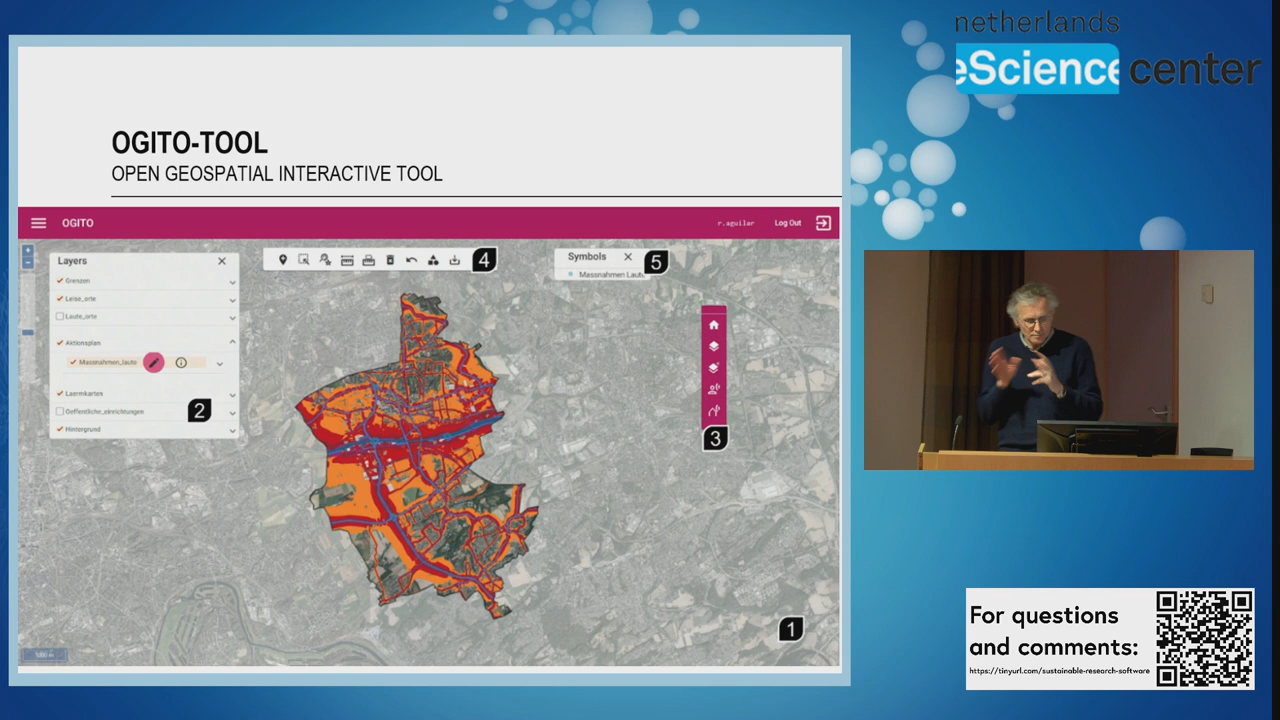 netherlands
eScience center
OGITO-TOOL
OPEN GEOSPATIAL INTERACTIVE TOOL
OGITO
r.aguilar
Log Out
Layers
Grenzen
Leise_orte
Laute_orte
Aktionsplan
Massnahmen_laute
Laermkarten
Oeffentliche_einrichtungen
Hintergrund
2
4
Symbols
Massnahmen Laute
5
3
1
For questions
and comments:
https://tinyurl.com/sustainable-research-software